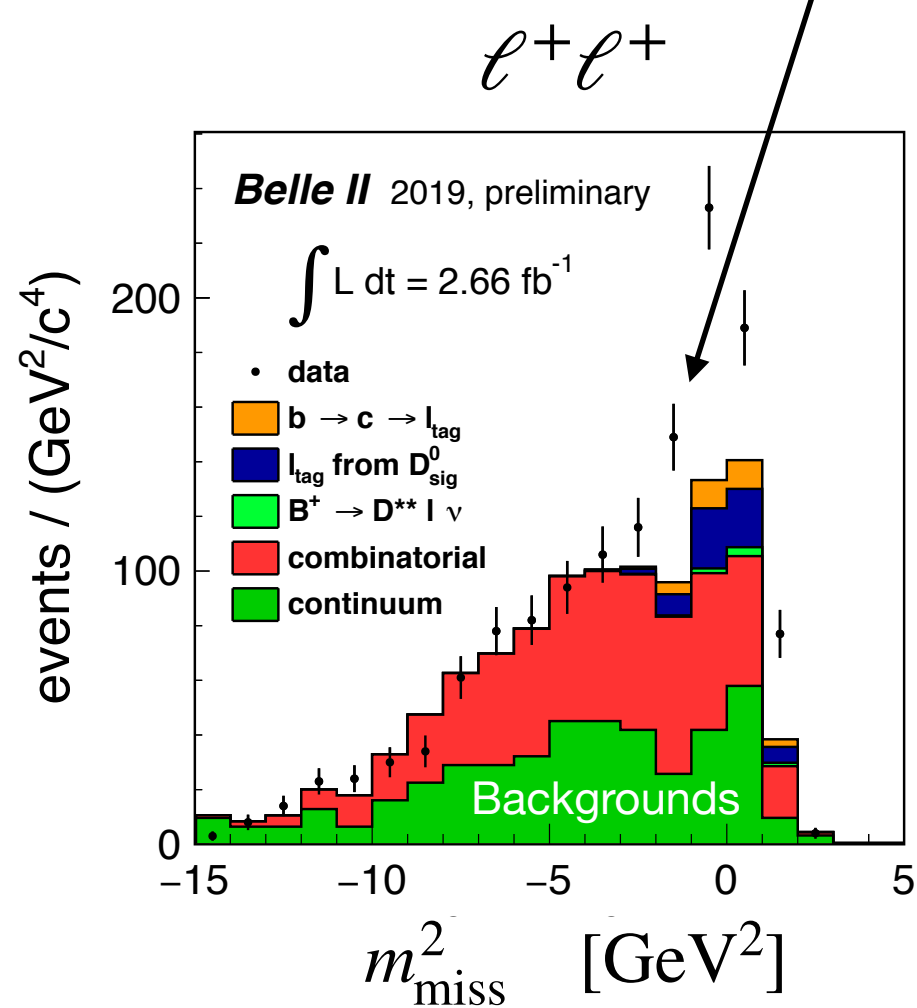 ℓ⁺ℓ⁺
Belle II 2019, preliminary
∫ L dt = 2.66 fb⁻¹
data
b → c → l_tag
l_tag from D⁰_sig
B⁺ → D** l ν
combinatorial
continuum
Backgrounds
events / (GeV²/c⁴)
200
100
0
−15 −10 −5 0 5
m²_miss [GeV²]